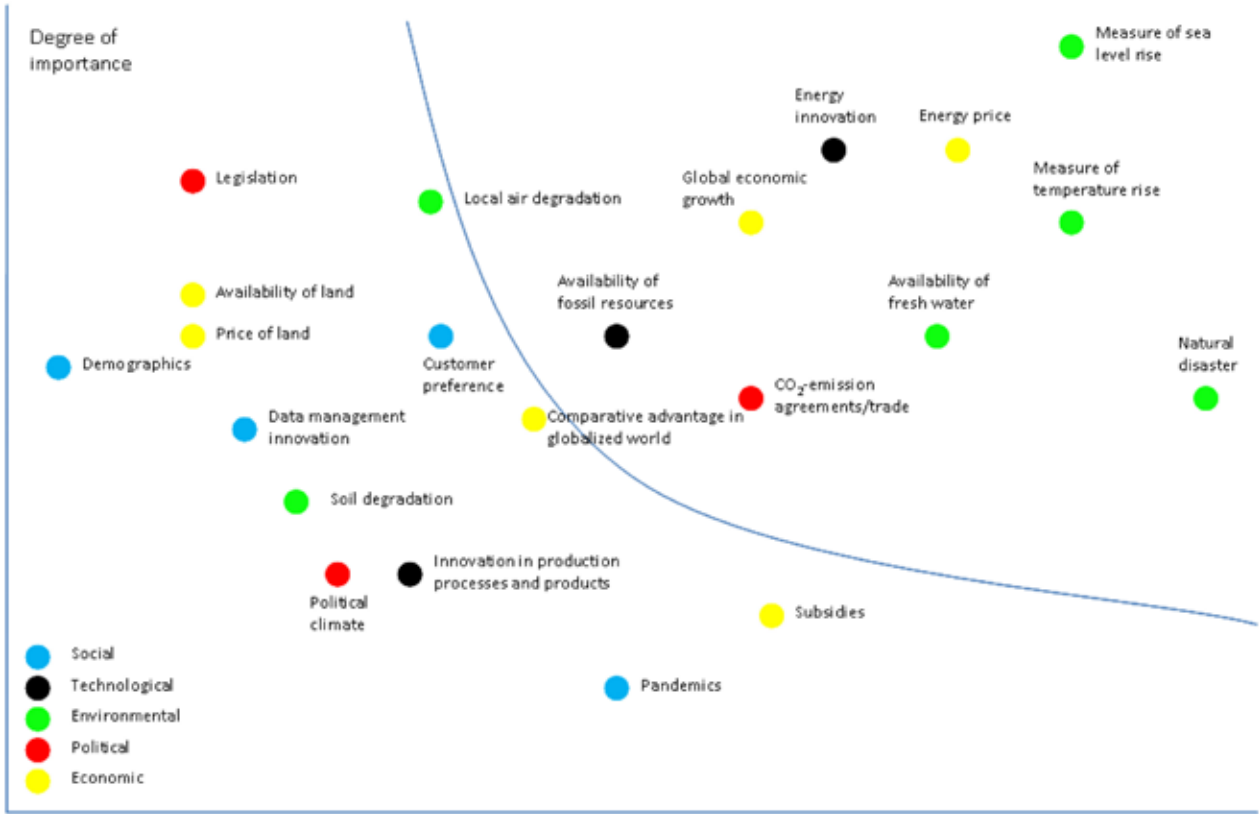 Degree of
importance
Measure of sea
level rise
Energy
innovation
Energy price
Legislation
Local air degradation
Global economic
growth
Measure of
temperature rise
Availability of land
Price of land
Availability of
fossil resources
Availability of
fresh water
Demographics
Customer
preference
Natural
disaster
Data management
innovation
Comparative advantage in
globalized world
CO₂-emission
agreements/trade
Soil degradation
Political
climate
Innovation in production
processes and products
Subsidies
Pandemics
Social
Technological
Environmental
Political
Economic